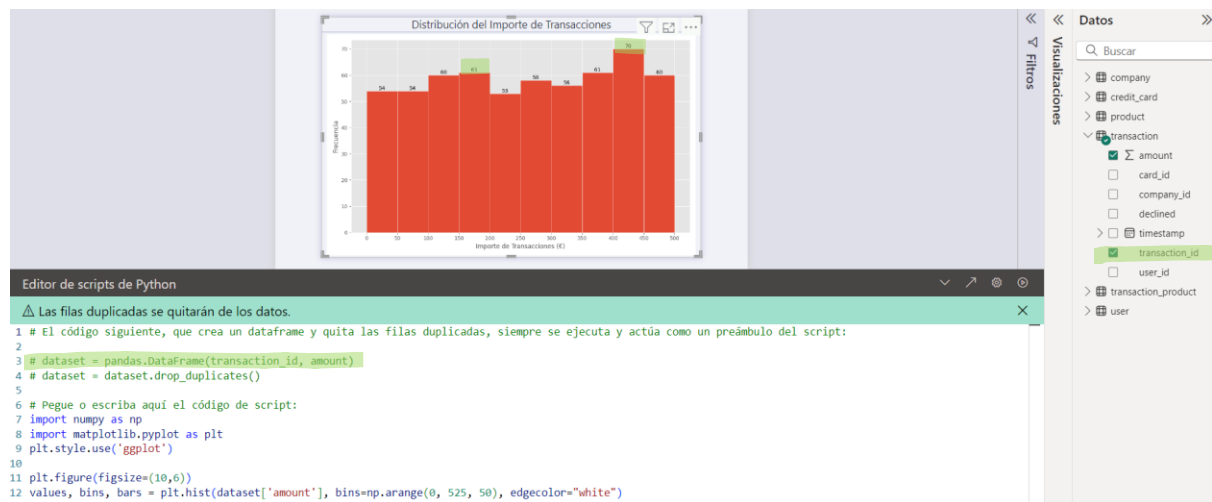 Distribución del Importe de Transacciones
70
60
50
40
30
20
10
0
Frecuencia
54
54
60
61
53
58
56
61
70
60
0
50
100
150
200
250
300
350
400
450
500
Importe de Transacciones (€)
Filtros
Visualizaciones
Datos
Buscar
company
credit_card
product
transaction
amount
card_id
company_id
declined
timestamp
transaction_id
user_id
transaction_product
user
Editor de scripts de Python
Las filas duplicadas se quitarán de los datos.
1 # El código siguiente, que crea un dataframe y quita las filas duplicadas, siempre se ejecuta y actúa como un preámbulo del script:
2
3 # dataset = pandas.DataFrame(transaction_id, amount)
4 # dataset = dataset.drop_duplicates()
5
6 # Pegue o escriba aquí el código de script:
7 import numpy as np
8 import matplotlib.pyplot as plt
9 plt.style.use('ggplot')
10
11 plt.figure(figsize=(10,6))
12 values, bins, bars = plt.hist(dataset['amount'], bins=np.arange(0, 525, 50), edgecolor="white")